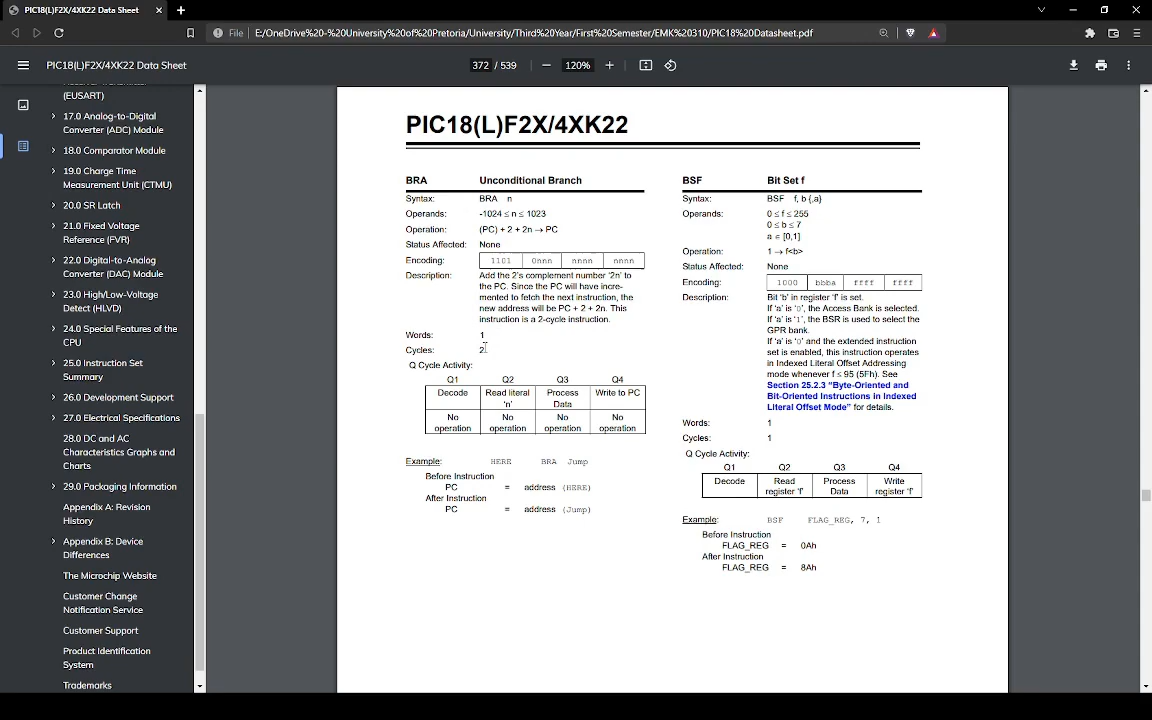 PIC18(L)F2X/4XK22 Data Sheet
File
E:/OneDrive%20-%20University%20of%20Pretoria/University/Third%20Year/First%20Semester/EMK%20310/PIC18%20Datasheet.pdf
PIC18(L)F2X/4XK22 Data Sheet
372 / 539
120%
(EUSART)
17.0 Analog-to-Digital
Converter (ADC) Module
18.0 Comparator Module
19.0 Charge Time
Measurement Unit (CTMU)
20.0 SR Latch
21.0 Fixed Voltage
Reference (FVR)
22.0 Digital-to-Analog
Converter (DAC) Module
23.0 High/Low-Voltage
Detect (HLVD)
24.0 Special Features of the
CPU
25.0 Instruction Set
Summary
26.0 Development Support
27.0 Electrical Specifications
28.0 DC and AC
Characteristics Graphs and
Charts
29.0 Packaging Information
Appendix A: Revision
History
Appendix B: Device
Differences
The Microchip Website
Customer Change
Notification Service
Customer Support
Product Identification
System
Trademarks
PIC18(L)F2X/4XK22
BRA Unconditional Branch
Syntax: BRA n
Operands: -1024 ≤ n ≤ 1023
Operation: (PC) + 2 + 2n → PC
Status Affected: None
Encoding: 1101 0nnn nnnn nnnn
Description: Add the 2's complement number '2n' to
the PC. Since the PC will have incre-
mented to fetch the next instruction, the
new address will be PC + 2 + 2n. This
instruction is a 2-cycle instruction.
Words: 1
Cycles: 2
Q Cycle Activity:
Q1 Q2 Q3 Q4
Decode Read literal Process Write to PC
'n' Data
No No No No
operation operation operation operation
Example: HERE BRA Jump
Before Instruction
PC = address (HERE)
After Instruction
PC = address (Jump)
BSF Bit Set f
Syntax: BSF f, b {,a}
Operands: 0 ≤ f ≤ 255
0 ≤ b ≤ 7
a ∈ [0,1]
Operation: 1 → f<b>
Status Affected: None
Encoding: 1000 bbba ffff ffff
Description: Bit 'b' in register 'f' is set.
If 'a' is '0', the Access Bank is selected.
If 'a' is '1', the BSR is used to select the
GPR bank.
If 'a' is '0' and the extended instruction
set is enabled, this instruction operates
in Indexed Literal Offset Addressing
mode whenever f ≤ 95 (5Fh). See
Section 25.2.3 "Byte-Oriented and
Bit-Oriented Instructions in Indexed
Literal Offset Mode" for details.
Words: 1
Cycles: 1
Q Cycle Activity:
Q1 Q2 Q3 Q4
Decode Read Process Write
register 'f' Data register 'f'
Example: BSF FLAG_REG, 7, 1
Before Instruction
FLAG_REG = 0Ah
After Instruction
FLAG_REG = 8Ah